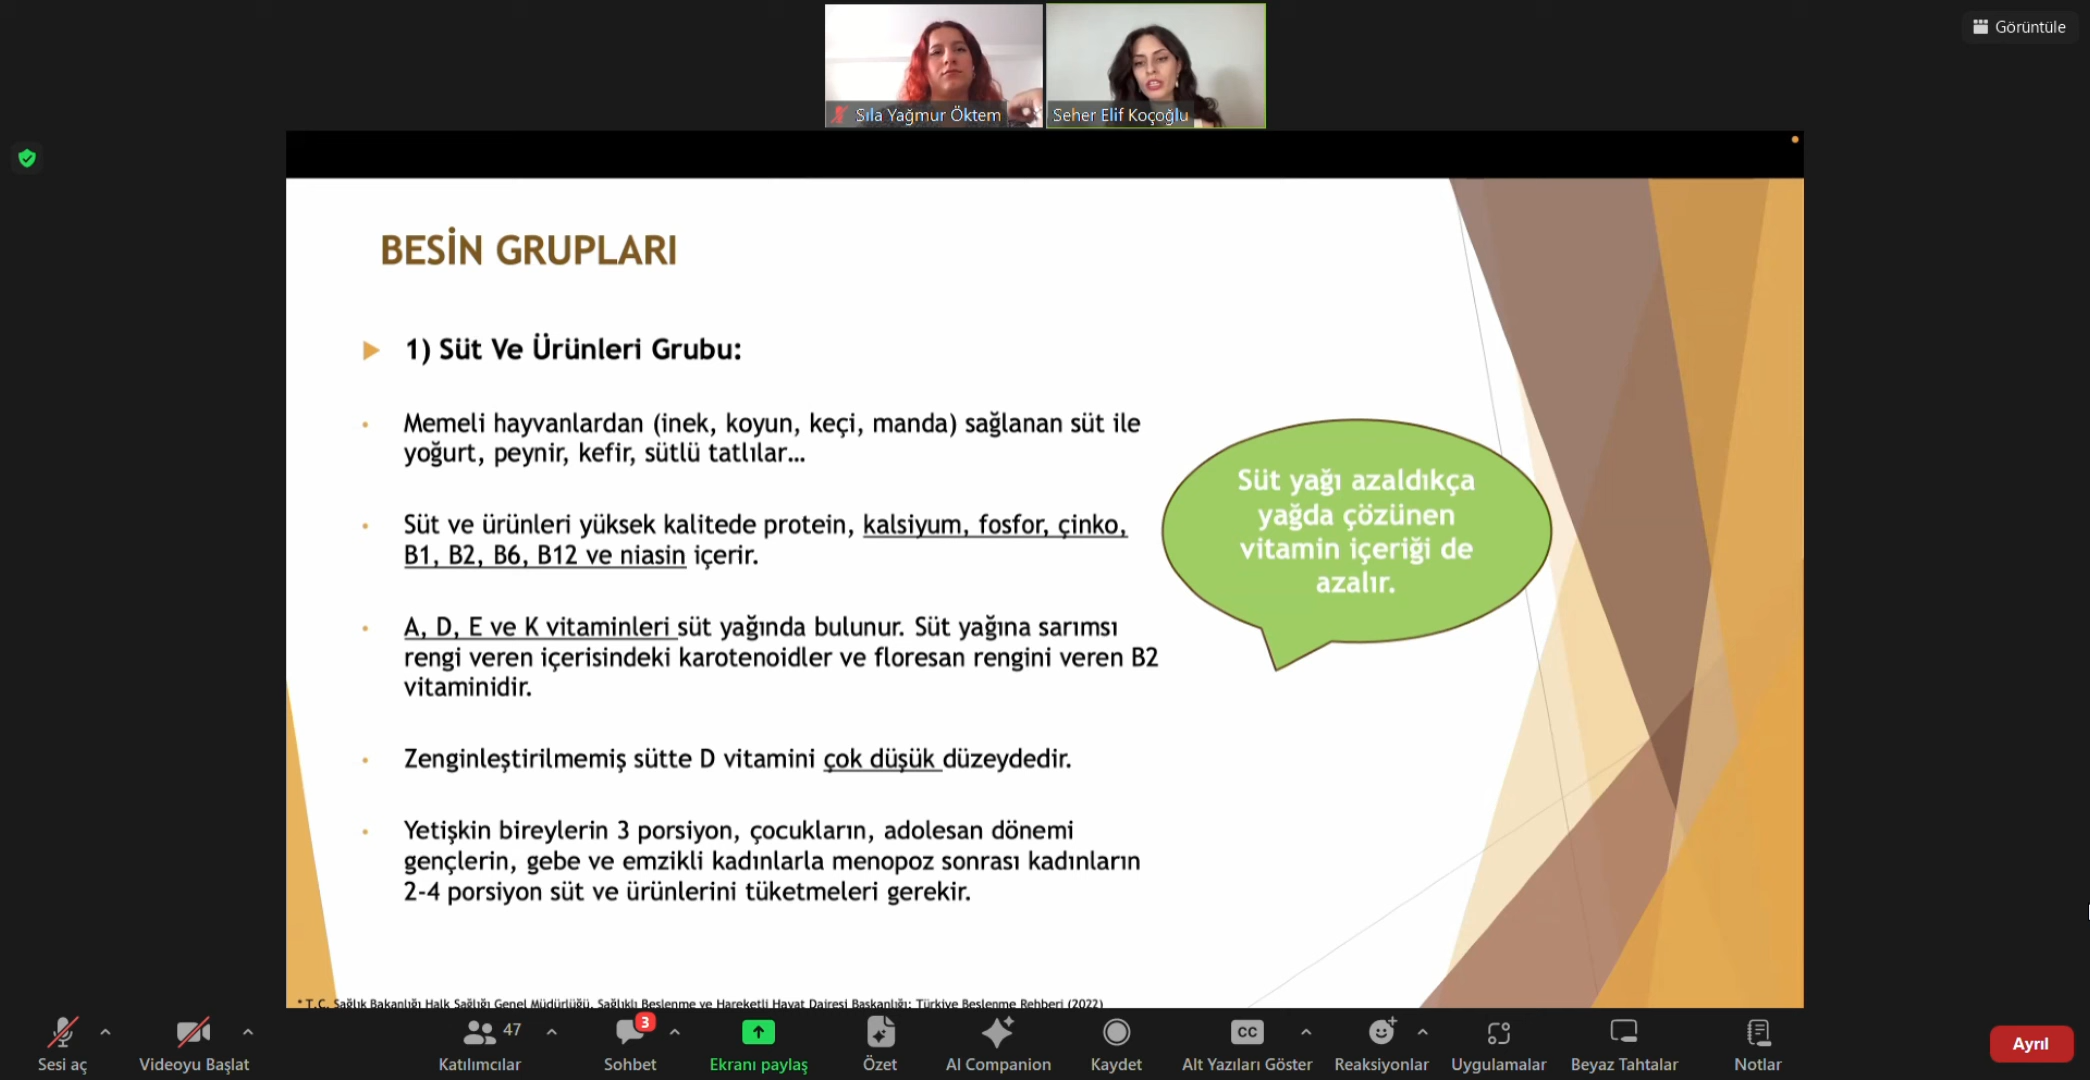 Görüntüle
Sıla Yağmur Öktem
Seher Elif Koçoğlu
BESİN GRUPLARI
1) Süt Ve Ürünleri Grubu:
Memeli hayvanlardan (inek, koyun, keçi, manda) sağlanan süt ile
yoğurt, peynir, kefir, sütlü tatlılar...
Süt ve ürünleri yüksek kalitede protein, kalsiyum, fosfor, çinko,
B1, B2, B6, B12 ve niasin içerir.
A, D, E ve K vitaminleri süt yağında bulunur. Süt yağına sarımsı
rengi veren içerisindeki karotenoidler ve floresan rengini veren B2
vitaminidir.
Zenginleştirilmemiş sütte D vitamini çok düşük düzeydedir.
Yetişkin bireylerin 3 porsiyon, çocukların, adolesan dönemi
gençlerin, gebe ve emzikli kadınlarla menopoz sonrası kadınların
2-4 porsiyon süt ve ürünlerini tüketmeleri gerekir.
Süt yağı azaldıkça
yağda çözünen
vitamin içeriği de
azalır.
* T.C. Sağlık Bakanlığı Halk Sağlığı Genel Müdürlüğü, Sağlıklı Beslenme ve Hareketli Hayat Dairesi Başkanlığı: Türkiye Beslenme Rehberi (2022)
Sesi aç
Videoyu Başlat
47
Katılımcılar
3
Sohbet
Ekranı paylaş
Özet
AI Companion
Kaydet
CC
Alt Yazıları Göster
Reaksiyonlar
Uygulamalar
Beyaz Tahtalar
Notlar
Ayrıl